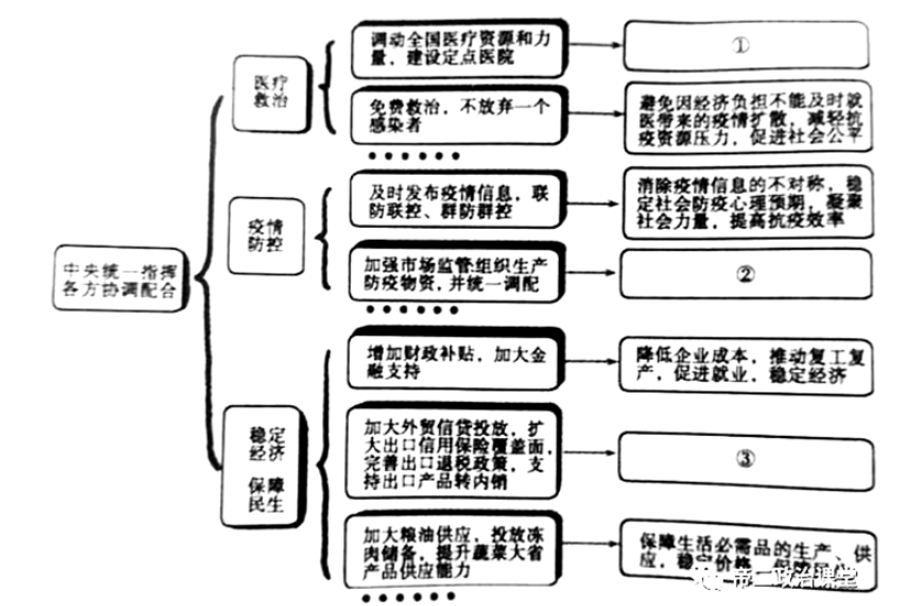 中央统一指挥
各方协调配合
医疗
救治
调动全国医疗资源和力
量，建设定点医院
①
免费救治，不放弃一个
感染者
避免因经济负担不能及时就
医带来的疫情扩散，减轻抗
疫资源压力，促进社会公平
••••••
疫情
防控
及时发布疫情信息，联
防联控、群防群控
消除疫情信息的不对称，稳
定社会防疫心理预期，凝聚
社会力量，提高抗疫效率
加强市场监管组织生产
防疫物资，并统一调配
②
••••••
稳定
经济
保障
民生
增加财政补贴，加大金
融支持
降低企业成本，推动复工复
产，促进就业，稳定经济
加大外贸信贷投放，扩
大出口信用保险覆盖面，
完善出口退税政策，支
持出口产品转内销
③
加大粮油供应，投放冻
肉储备，提升蔬菜大省
产品供应能力
保障生活必需品的生产、供
应，稳定价格
••••••
政治课堂